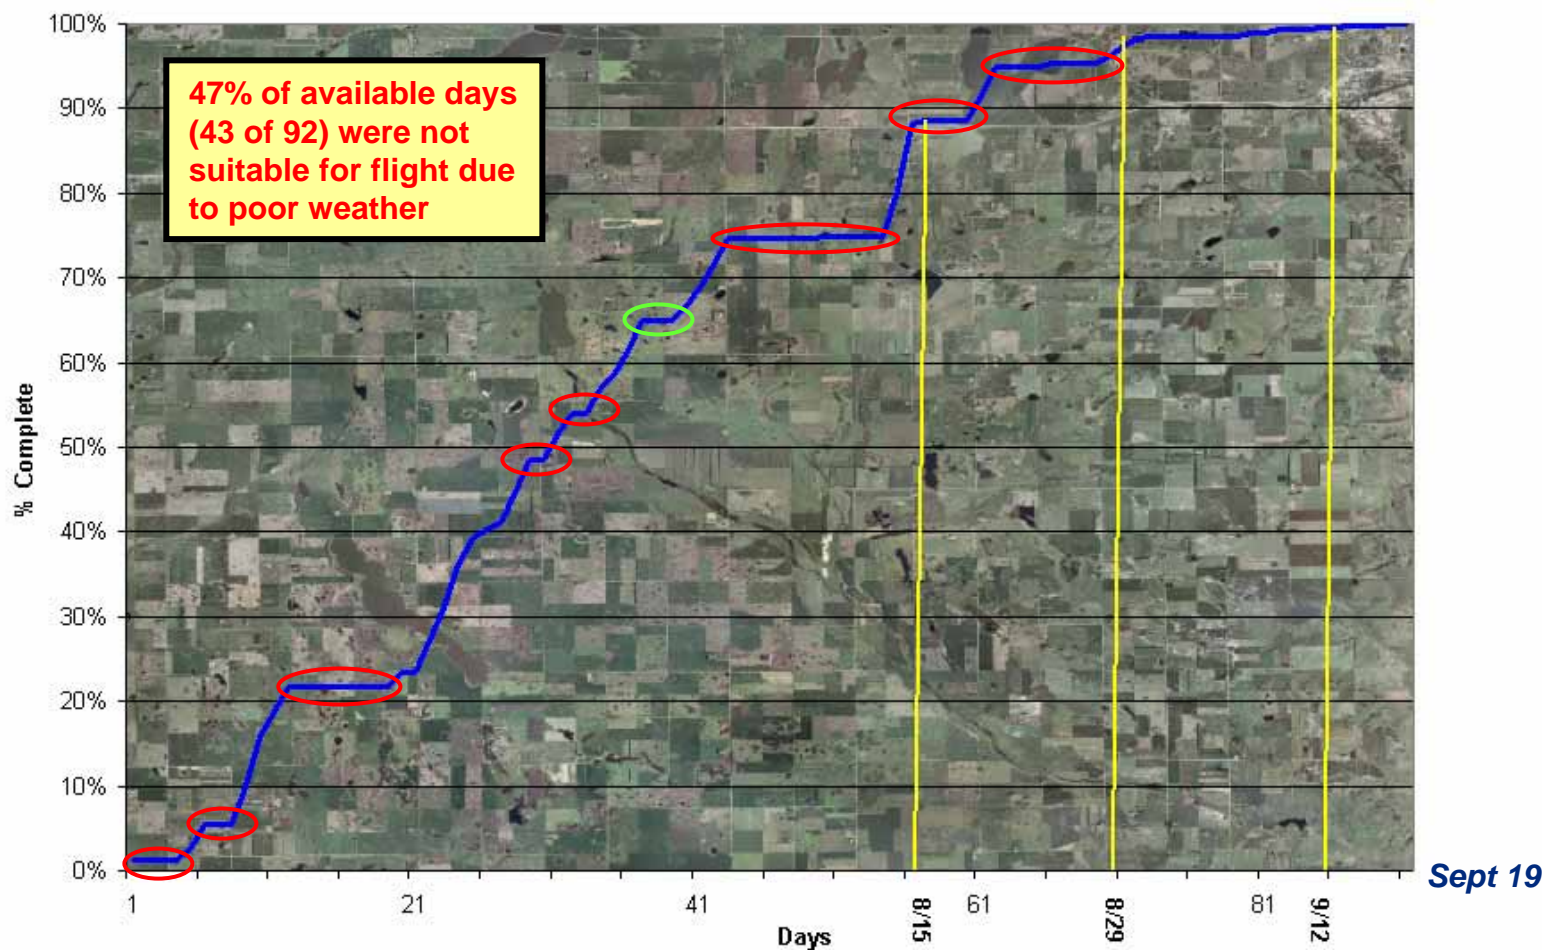 100%
90%
80%
70%
60%
50%
40%
30%
20%
10%
0%
% Complete
47% of available days
(43 of 92) were not
suitable for flight due
to poor weather
1
21
41
8/15
61
8/29
81
9/12
Days
Sept 19